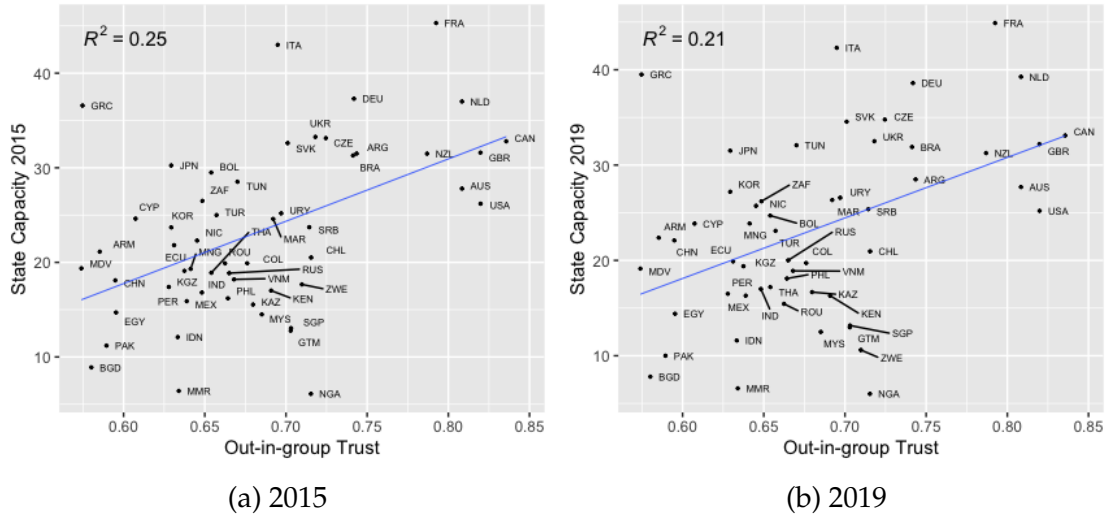 R² = 0.25
FRA
ITA
GRC
DEU
NLD
UKR
CZE
SVK
ARG
BRA
NZL
GBR
CAN
JPN
BOL
TUN
ZAF
AUS
USA
CYP
KOR
TUR
URY
NIC
THA
MAR
SRB
ARM
ECU
MNG
ROU
COL
CHL
MDV
CHN
KGZ
IND
RUS
VNM
ZWE
PER
MEX
PHL
KAZ
KEN
EGY
MYS
SGP
GTM
PAK
IDN
BGD
MMR
NGA
State Capacity 2015
40
30
20
10
0.60 0.65 0.70 0.75 0.80 0.85
Out-in-group Trust
(a) 2015
R² = 0.21
FRA
ITA
GRC
DEU
NLD
SVK
CZE
UKR
TUN
BRA
NZL
CAN
GBR
JPN
KOR
ZAF
ARG
AUS
USA
NIC
URY
MAR
SRB
CYP
BOL
ARM
CHN
MNG
TUR
RUS
CHL
MDV
ECU
KGZ
COL
VNM
PHL
PER
THA
KAZ
MEX
IND
ROU
KEN
EGY
MYS
SGP
GTM
IDN
ZWE
PAK
BGD
MMR
NGA
State Capacity 2019
40
30
20
10
0.60 0.65 0.70 0.75 0.80 0.85
Out-in-group Trust
(b) 2019